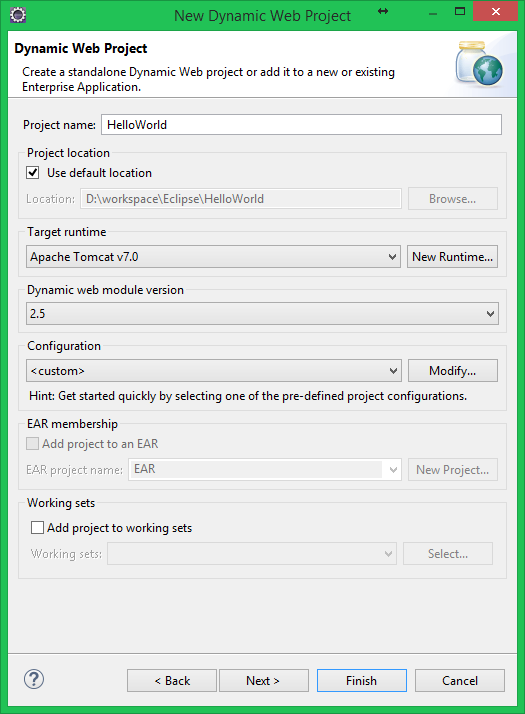 New Dynamic Web Project
Dynamic Web Project
Create a standalone Dynamic Web project or add it to a new or existing
Enterprise Application.
Project name: HelloWorld
Project location
Use default location
Location: D:\workspace\Eclipse\HelloWorld Browse...
Target runtime
Apache Tomcat v7.0 New Runtime...
Dynamic web module version
2.5
Configuration
<custom> Modify...
Hint: Get started quickly by selecting one of the pre-defined project configurations.
EAR membership
Add project to an EAR
EAR project name: EAR New Project...
Working sets
Add project to working sets
Working sets: Select...
? < Back Next > Finish Cancel